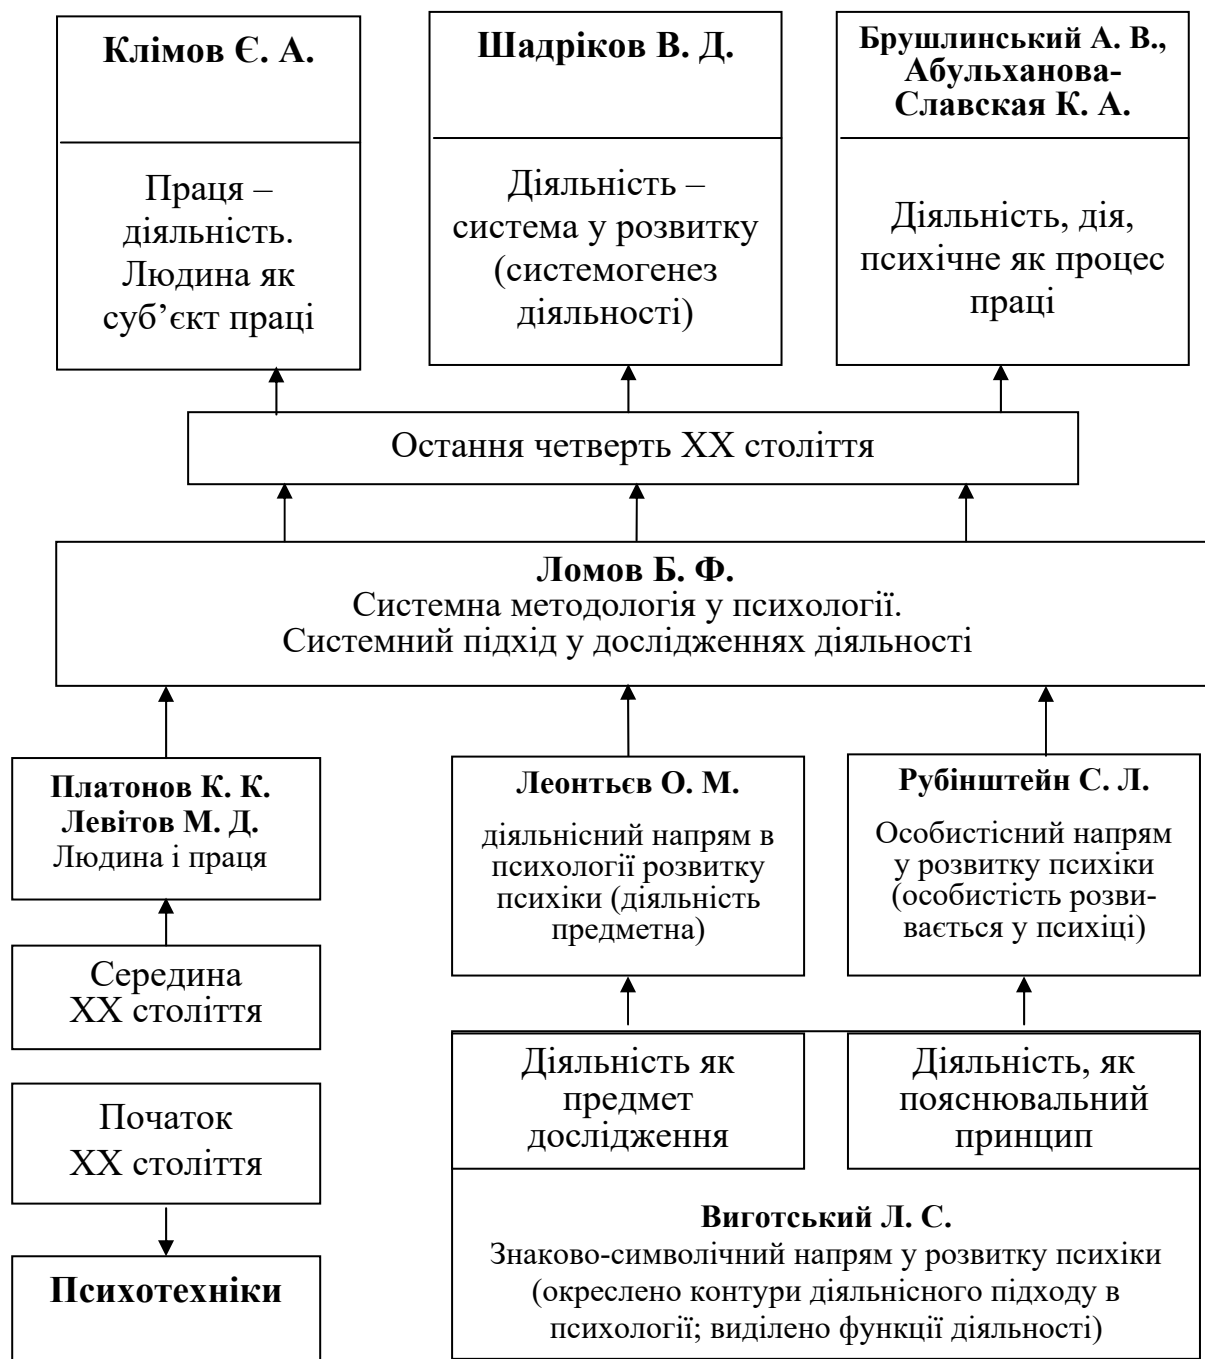 Клімов Є. А.
Праця –
діяльність.
Людина як
суб’єкт праці
Шадріков В. Д.
Діяльність –
система у розвитку
(системогенез
діяльності)
Брушлинський А. В.,
Абульханова-
Славская К. А.
Діяльність, дія,
психічне як процес
праці
Остання четверть ХХ століття
Ломов Б. Ф.
Системна методологія у психології.
Системний підхід у дослідженнях діяльності
Платонов К. К.
Левітов М. Д.
Людина і праця
Леонтьєв О. М.
діяльнісний напрям в
психології розвитку
психіки (діяльність
предметна)
Рубінштейн С. Л.
Особистісний напрям
у розвитку психіки
(особистість розви-
вається у психіці)
Середина
ХХ століття
Діяльність як
предмет
дослідження
Діяльність, як
пояснювальний
принцип
Початок
ХХ століття
Виготський Л. С.
Знаково-символічний напрям у розвитку психіки
(окреслено контури діяльнісного підходу в
психології; виділено функції діяльності)
Психотехніки